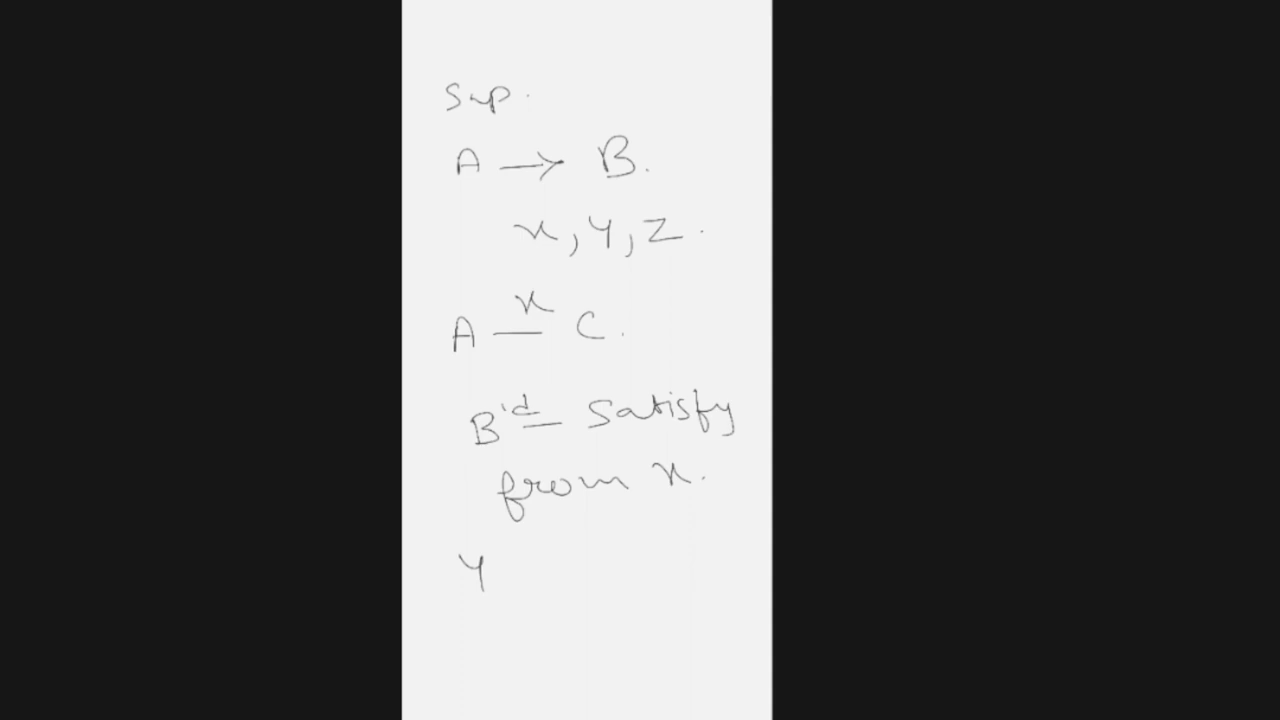 Sup.
A → B.
x, y, z.
A —x— C.
B'd — Satisfy
from x.
y